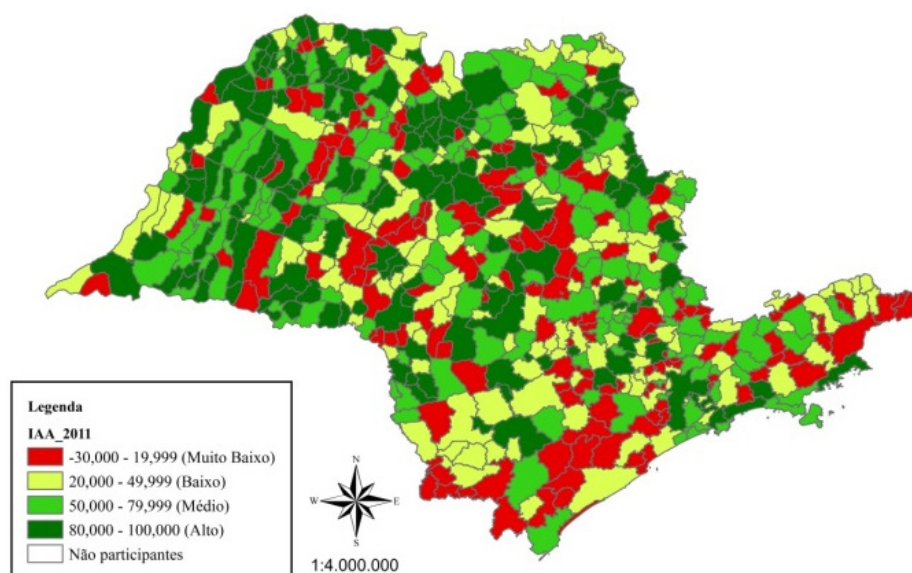 Legenda
IAA_2011
-30,000 - 19,999 (Muito Baixo)
20,000 - 49,999 (Baixo)
50,000 - 79,999 (Médio)
80,000 - 100,000 (Alto)
Não participantes
N
W E
S
1:4.000.000